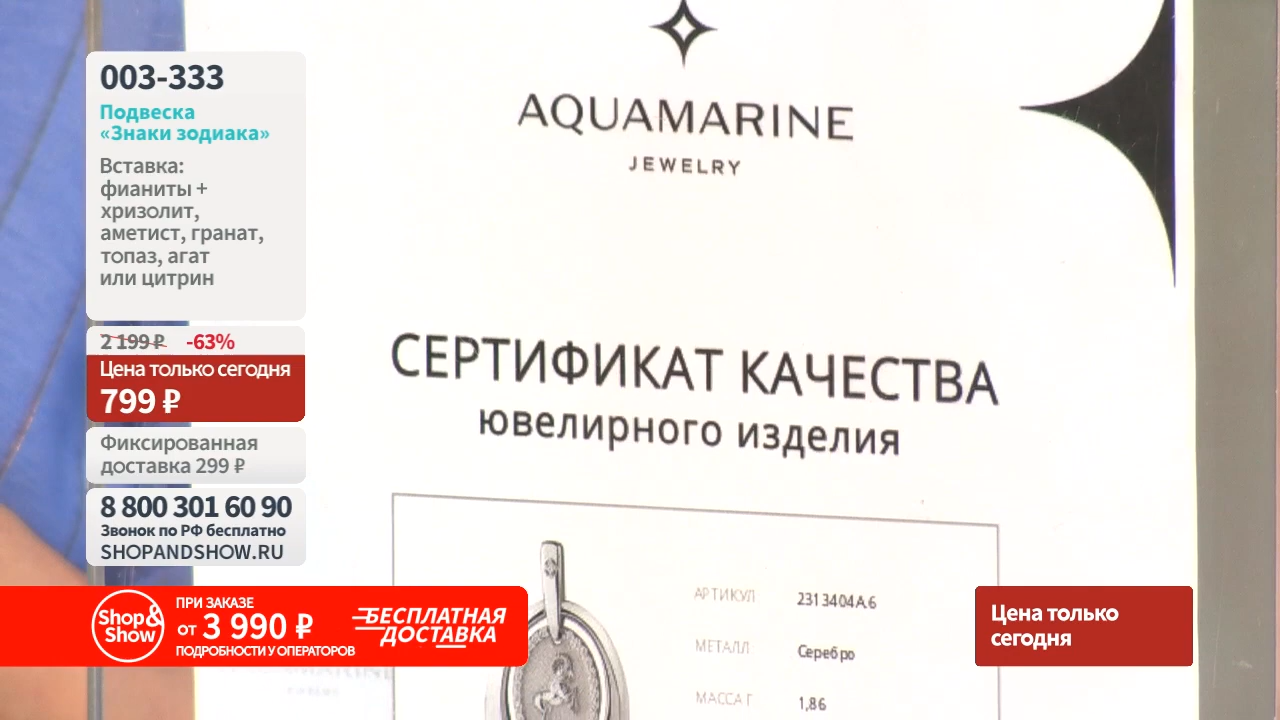 003-333
Подвеска
«Знаки зодиака»
Вставка:
фианиты +
хризолит,
аметист, гранат,
топаз, агат
или цитрин
2 199 ₽ -63%
Цена только сегодня
799 ₽
Фиксированная
доставка 299 ₽
8 800 301 60 90
Звонок по РФ бесплатно
SHOPANDSHOW.RU
Shop&
Show
ПРИ ЗАКАЗЕ
от 3 990 ₽
ПОДРОБНОСТИ У ОПЕРАТОРОВ
БЕСПЛАТНАЯ
ДОСТАВКА
AQUAMARINE
JEWELRY
СЕРТИФИКАТ КАЧЕСТВА
ювелирного изделия
АРТИКУЛ 2313404А.6
МЕТАЛЛ Серебро
МАССА Г 1,86
Цена только
сегодня